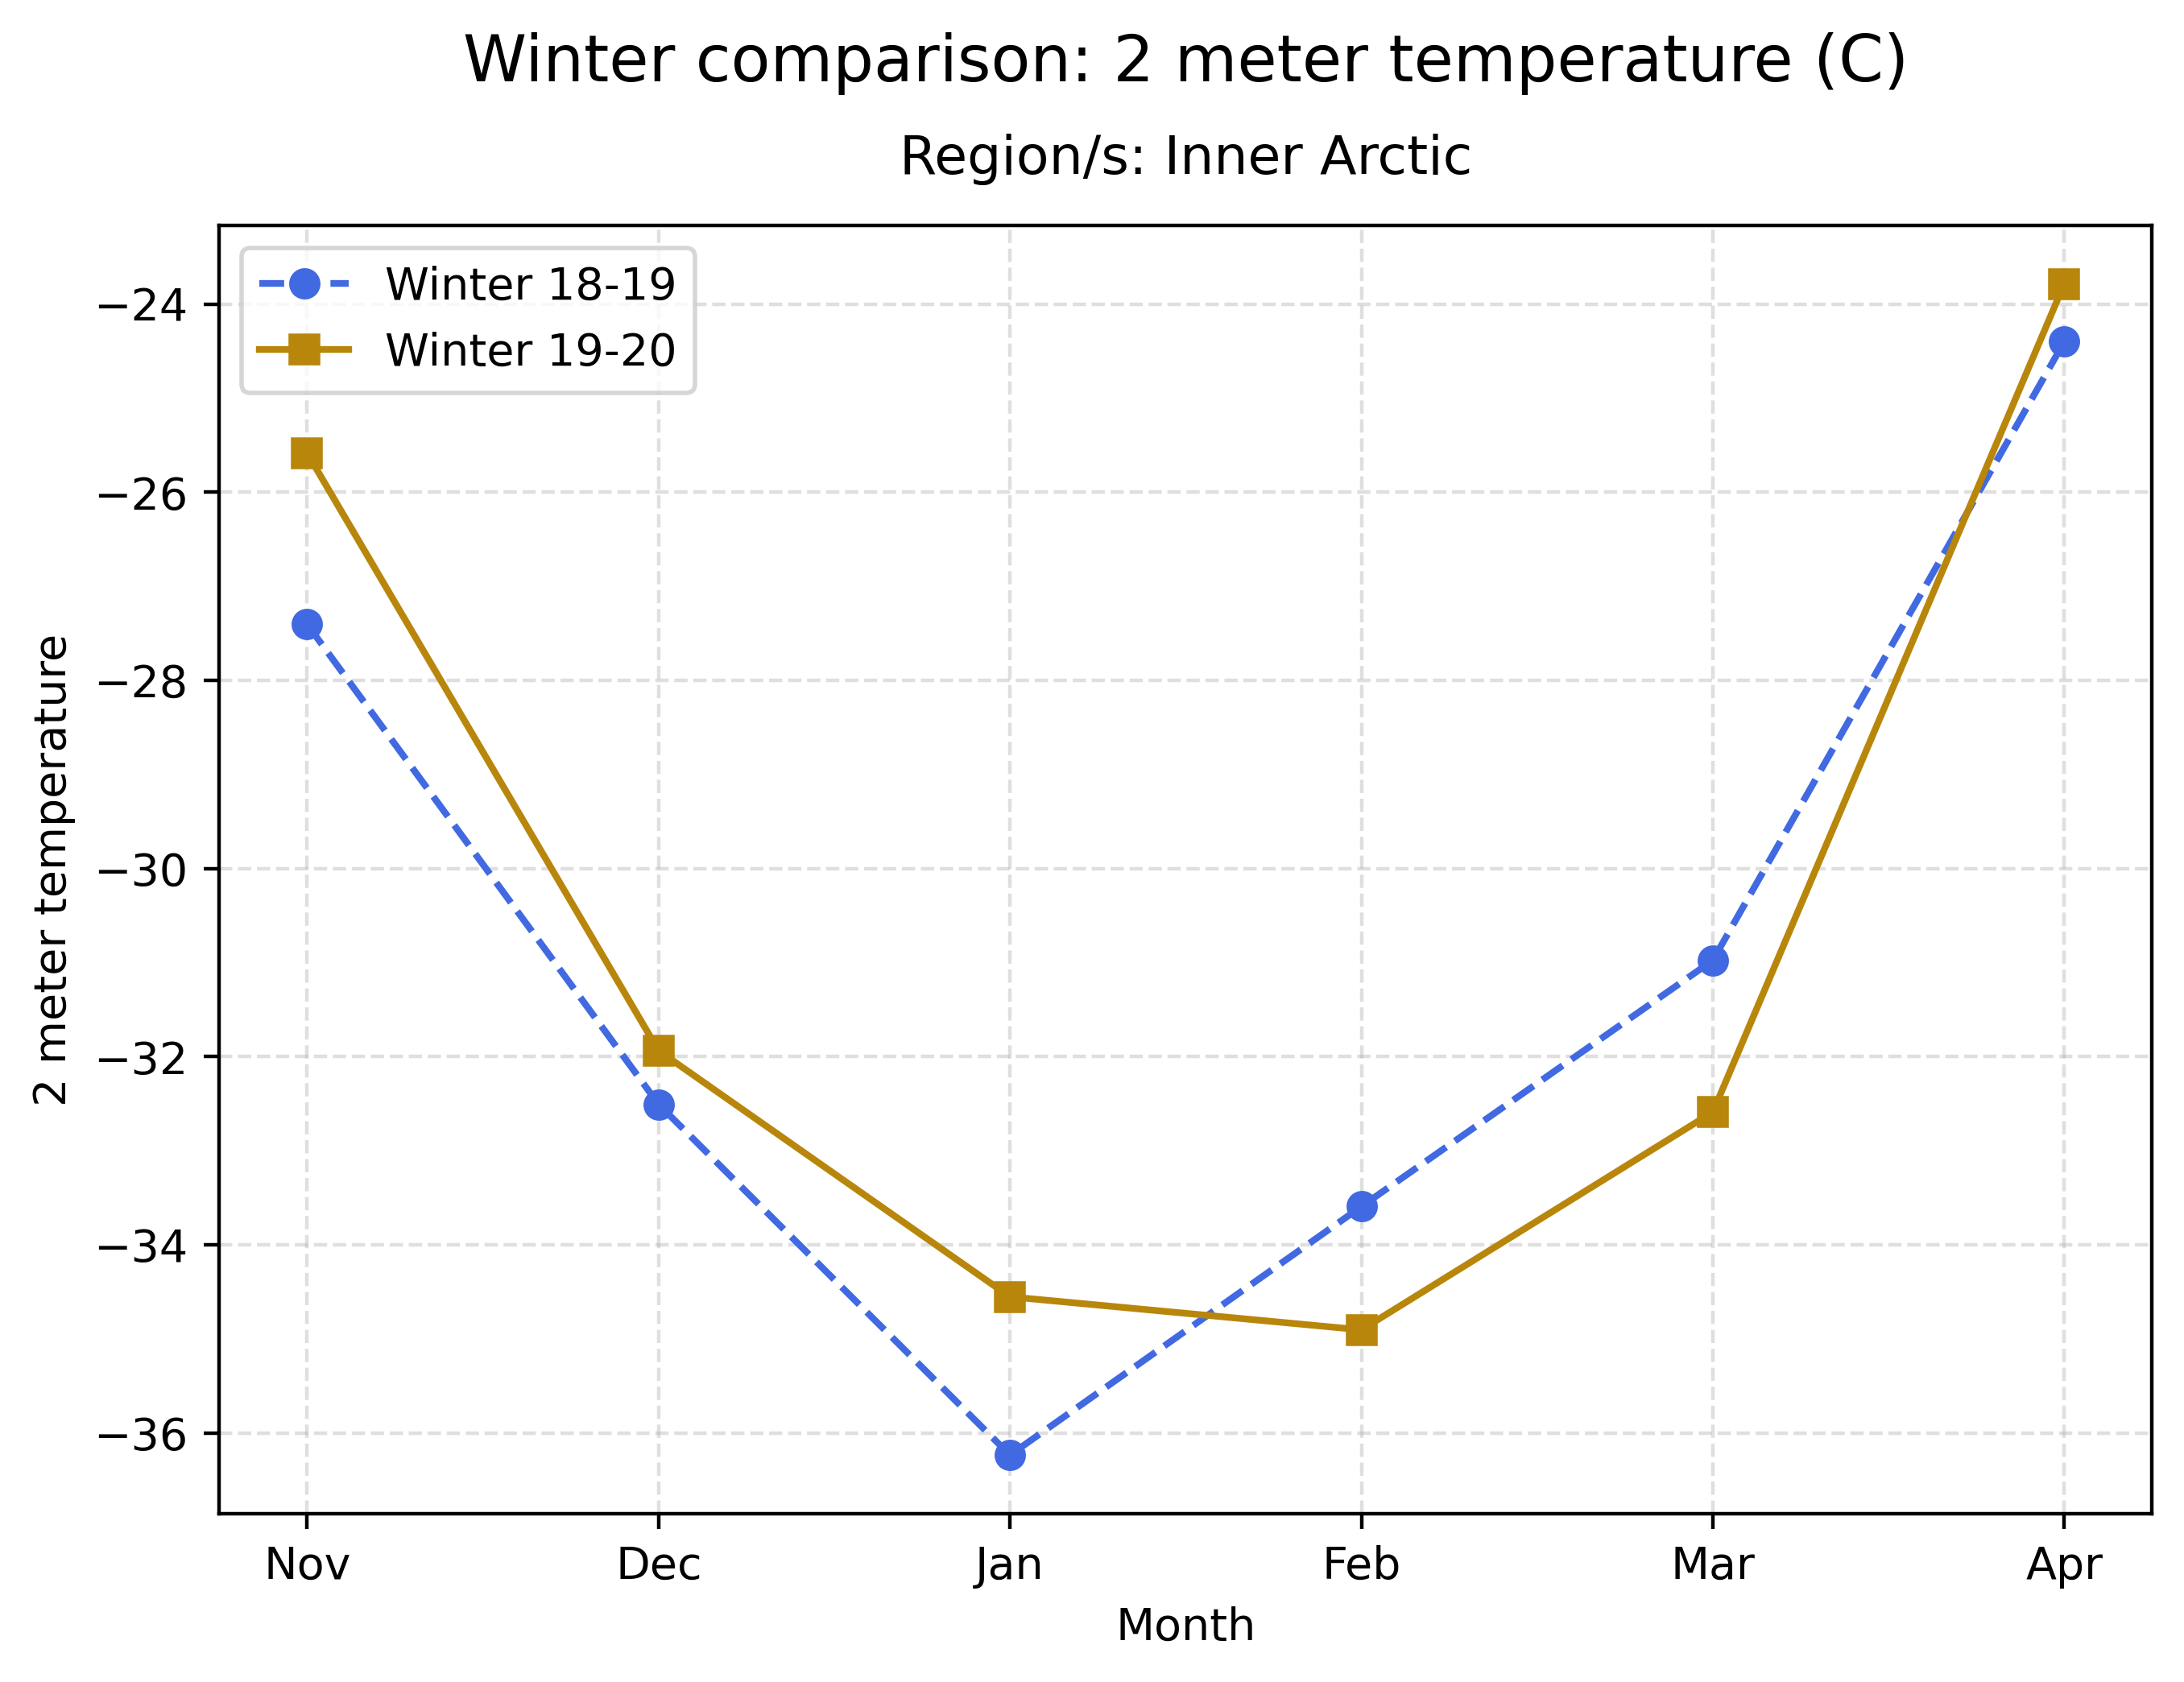 Winter comparison: 2 meter temperature (C)
Region/s: Inner Arctic
Winter 18-19
Winter 19-20
2 meter temperature
−24
−26
−28
−30
−32
−34
−36
Nov Dec Jan Feb Mar Apr
Month